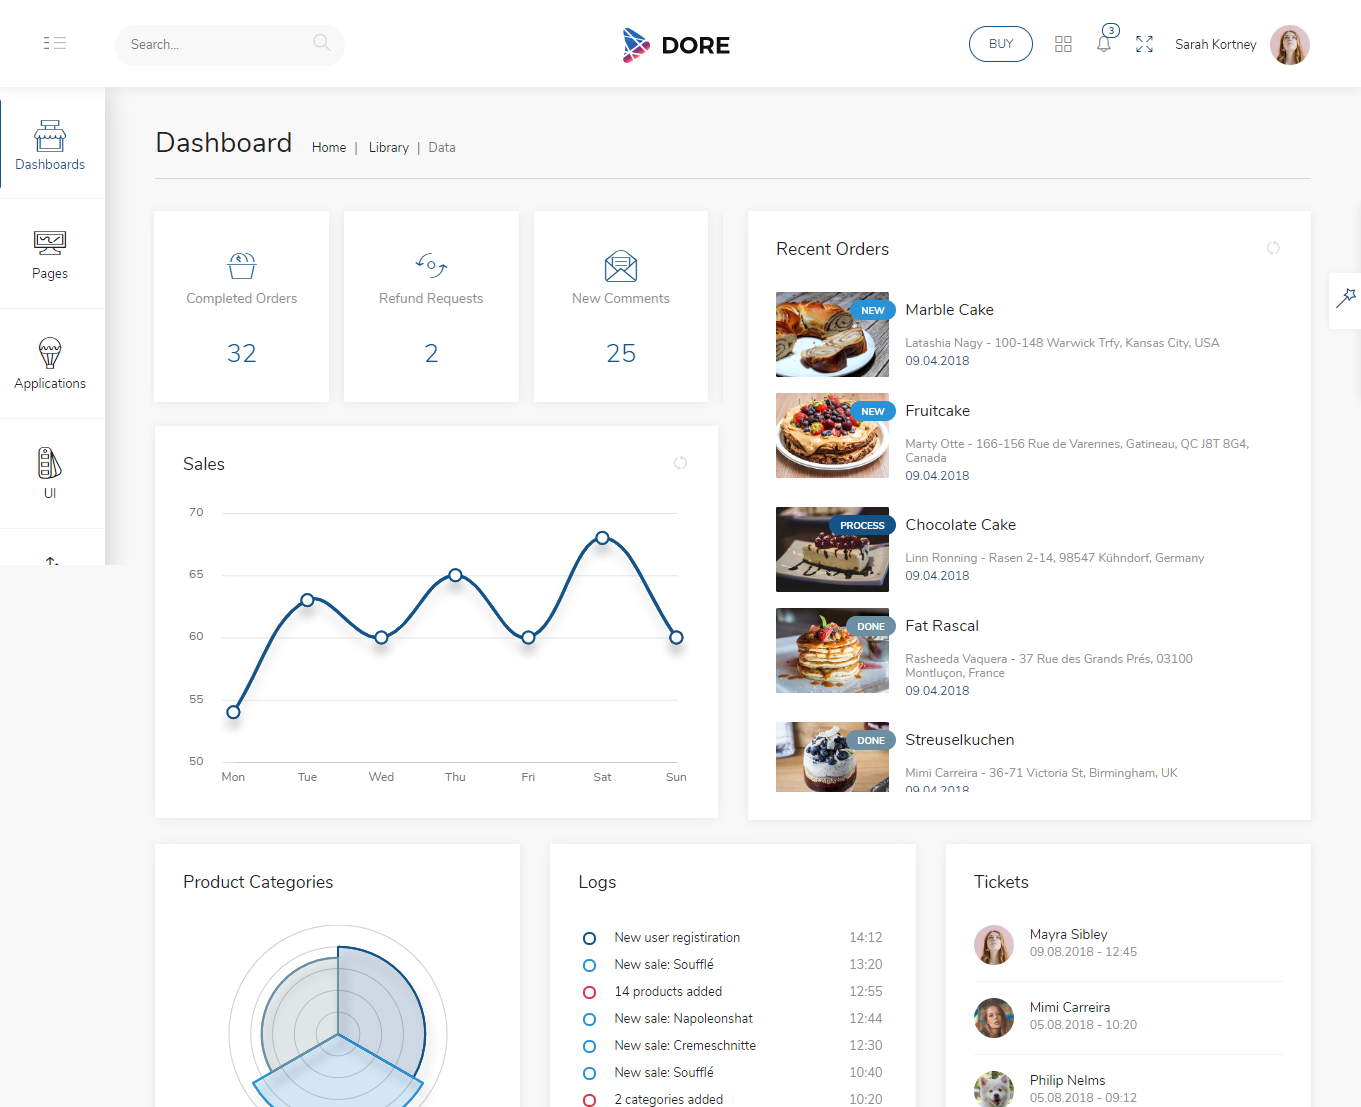 Search...
DORE
BUY
3
Sarah Kortney
Dashboards
Pages
Applications
UI
Dashboard
Home | Library | Data
Completed Orders
32
Refund Requests
2
New Comments
25
Sales
70
65
60
55
50
Mon Tue Wed Thu Fri Sat Sun
Recent Orders
NEW
Marble Cake
Latashia Nagy - 100-148 Warwick Trfy, Kansas City, USA
09.04.2018
NEW
Fruitcake
Marty Otte - 166-156 Rue de Varennes, Gatineau, QC J8T 8G4,
Canada
09.04.2018
PROCESS
Chocolate Cake
Linn Ronning - Rasen 2-14, 98547 Kühndorf, Germany
09.04.2018
DONE
Fat Rascal
Rasheeda Vaquera - 37 Rue des Grands Prés, 03100
Montluçon, France
09.04.2018
DONE
Streuselkuchen
Mimi Carreira - 36-71 Victoria St, Birmingham, UK
09.04.2018
Product Categories
Logs
New user registiration 14:12
New sale: Soufflé 13:20
14 products added 12:55
New sale: Napoleonshat 12:44
New sale: Cremeschnitte 12:30
New sale: Soufflé 10:40
2 categories added 10:20
Tickets
Mayra Sibley
09.08.2018 - 12:45
Mimi Carreira
05.08.2018 - 10:20
Philip Nelms
05.08.2018 - 09:12